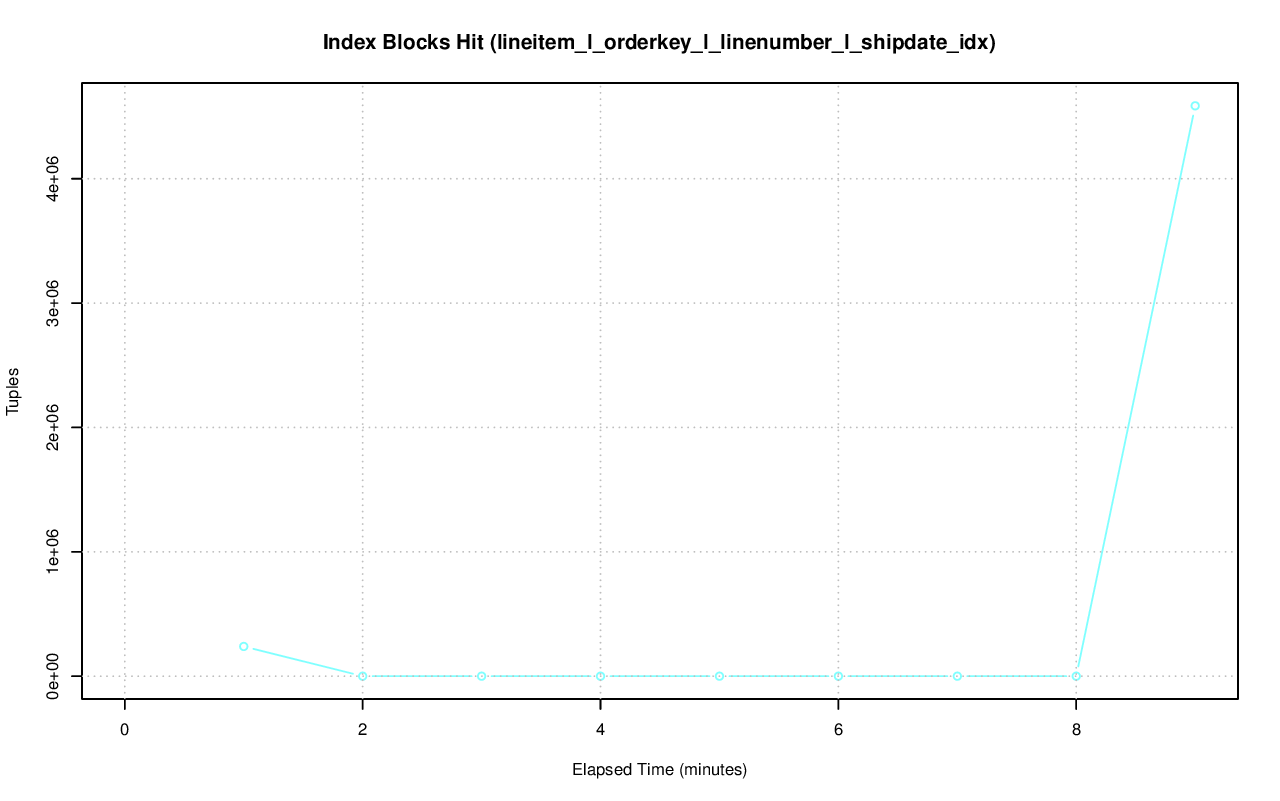 Index Blocks Hit (lineitem_l_orderkey_l_linenumber_l_shipdate_idx)
4e+06
3e+06
2e+06
1e+06
0e+00
Tuples
0 2 4 6 8
Elapsed Time (minutes)